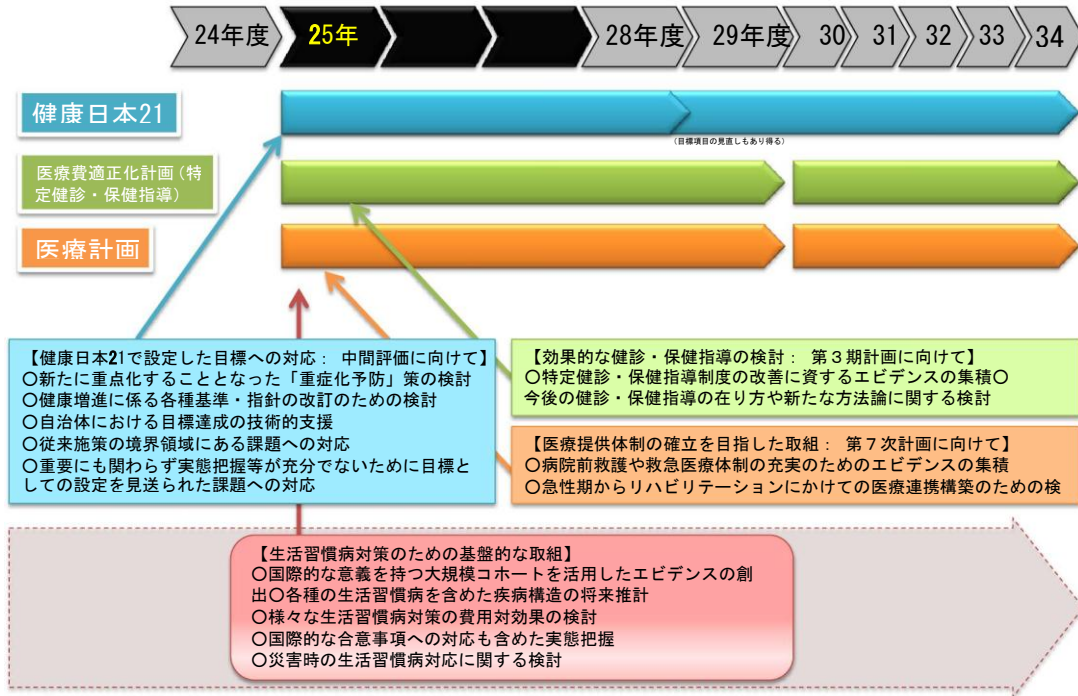 24年度
25年
28年度
29年度
30
31
32
33
34
健康日本21
(目標項目の見直しもあり得る)
医療費適正化計画(特
定健診・保健指導)
医療計画
【健康日本21で設定した目標への対応： 中間評価に向けて】
○新たに重点化することとなった「重症化予防」策の検討
○健康増進に係る各種基準・指針の改訂のための検討
○自治体における目標達成の技術的支援
○従来施策の境界領域にある課題への対応
○重要にも関わらず実態把握等が充分でないために目標と
しての設定を見送られた課題への対応
【効果的な健診・保健指導の検討： 第３期計画に向けて】
○特定健診・保健指導制度の改善に資するエビデンスの集積○
今後の健診・保健指導の在り方や新たな方法論に関する検討
【医療提供体制の確立を目指した取組： 第７次計画に向けて】
○病院前救護や救急医療体制の充実のためのエビデンスの集積
○急性期からリハビリテーションにかけての医療連携構築のための検
【生活習慣病対策のための基盤的な取組】
○国際的な意義を持つ大規模コホートを活用したエビデンスの創
出○各種の生活習慣病を含めた疾病構造の将来推計
○様々な生活習慣病対策の費用対効果の検討
○国際的な合意事項への対応も含めた実態把握
○災害時の生活習慣病対応に関する検討